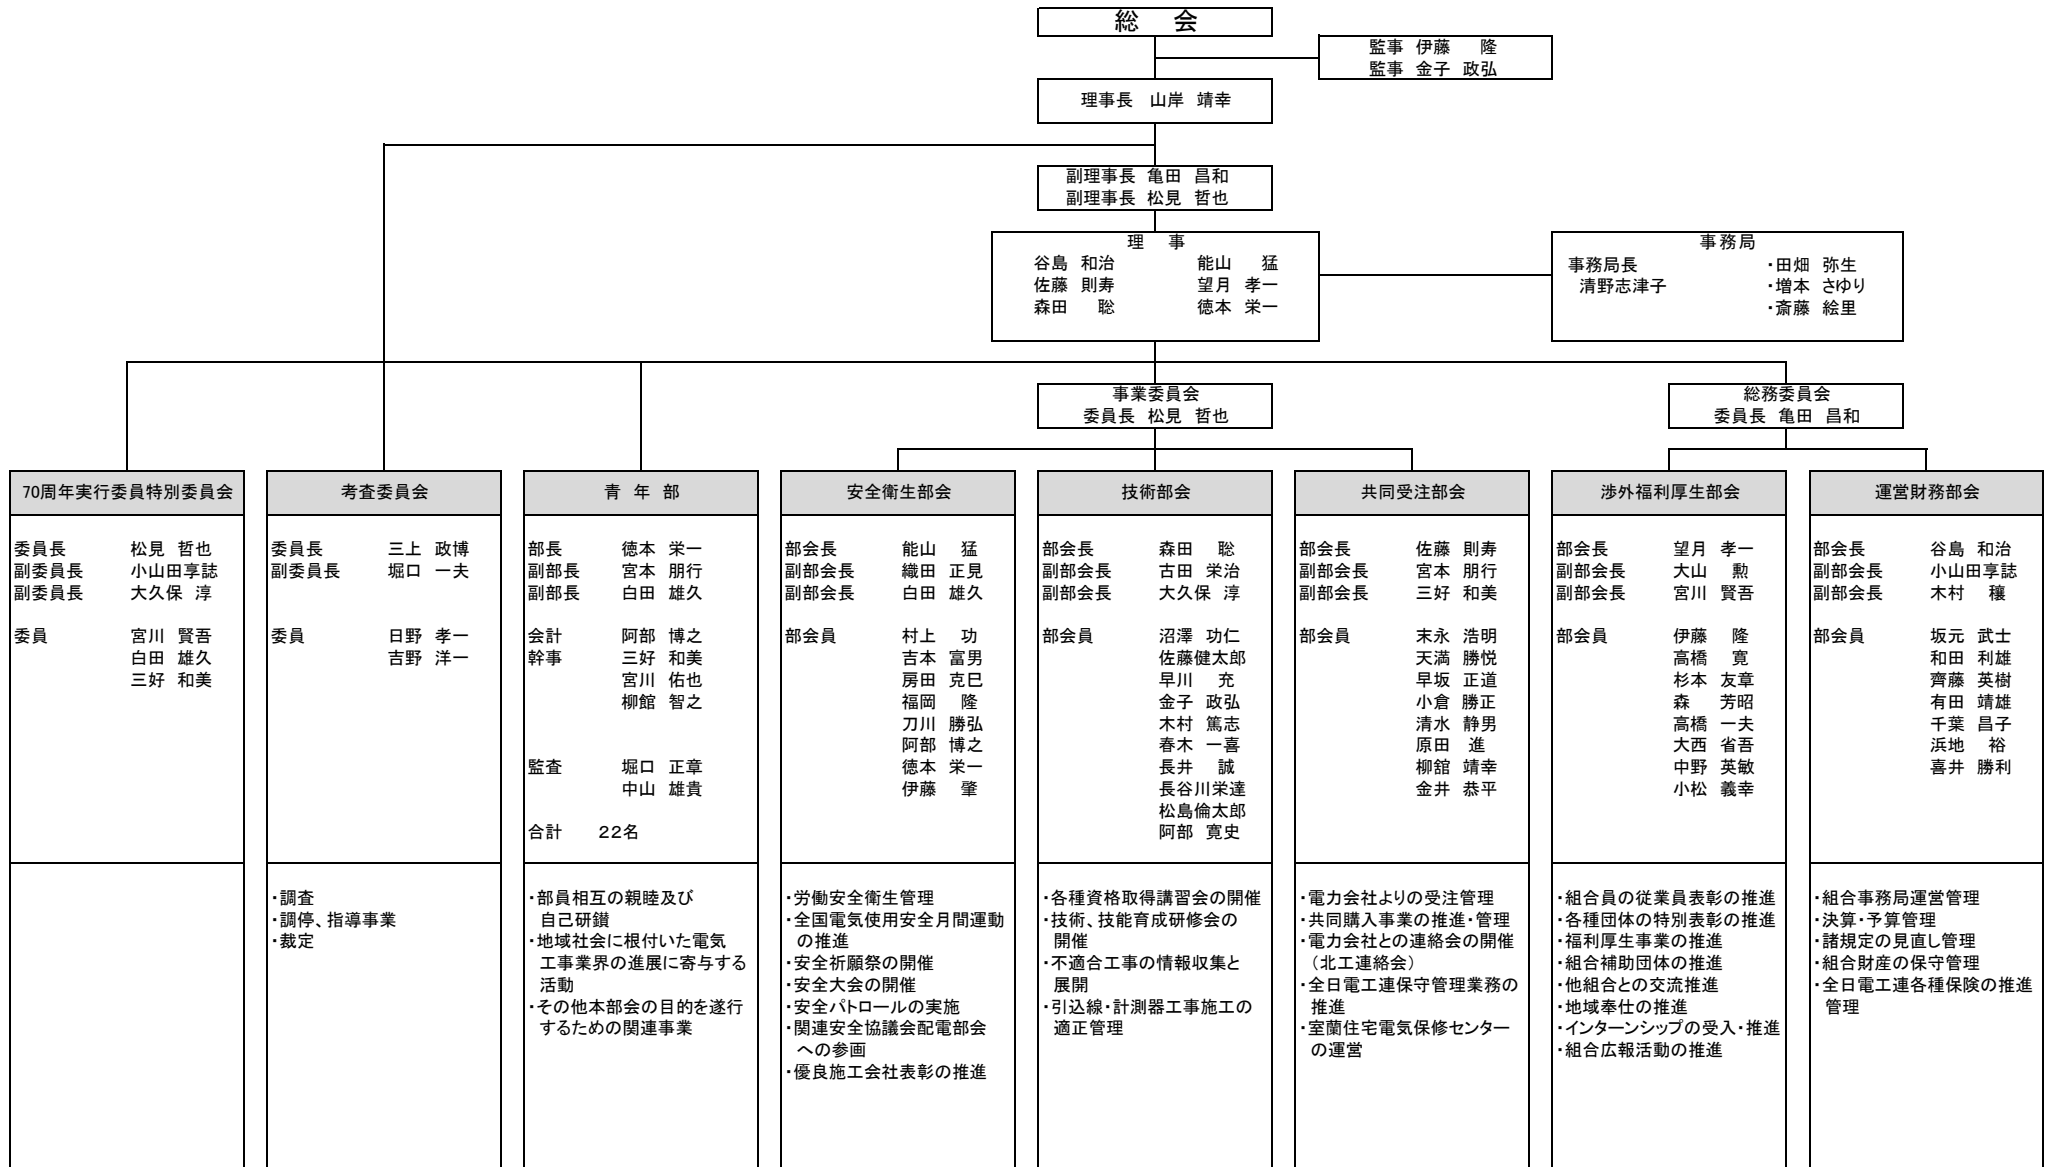 総　会
監事 伊藤　隆
監事 金子 政弘
理事長　山岸 靖幸
副理事長 亀田 昌和
副理事長 松見 哲也
理　事
谷島 和治　能山　猛
佐藤 則寿　望月 孝一
森田　聡　徳本 栄一
事務局
事務局長　・田畑 弥生
清野志津子　・増本 さゆり
・斎藤 絵里
事業委員会
委員長 松見 哲也
総務委員会
委員長 亀田 昌和
70周年実行委員特別委員会
委員長　松見 哲也
副委員長　小山田享誌
副委員長　大久保 淳
委員　宮川 賢吾
白田 雄久
三好 和美
考査委員会
委員長　三上 政博
副委員長　堀口 一夫
委員　日野 孝一
吉野 洋一
・調査
・調停、指導事業
・裁定
青 年 部
部長　徳本 栄一
副部長　宮本 朋行
副部長　白田 雄久
会計　阿部 博之
幹事　三好 和美
宮川 佑也
柳館 智之
監査　堀口 正章
中山 雄貴
合計　22名
・部員相互の親睦及び
自己研鑚
・地域社会に根付いた電気
工事業界の進展に寄与する
活動
・その他本部会の目的を遂行
するための関連事業
安全衛生部会
部会長　能山　猛
副部会長　織田 正見
副部会長　白田 雄久
部会員　村上　功
吉本 富男
房田 克巳
福岡　隆
刀川 勝弘
阿部 博之
徳本 栄一
伊藤　肇
・労働安全衛生管理
・全国電気使用安全月間運動
の推進
・安全祈願祭の開催
・安全大会の開催
・安全パトロールの実施
・関連安全協議会配電部会
への参画
・優良施工会社表彰の推進
技術部会
部会長　森田　聡
副部会長　古田 栄治
副部会長　大久保 淳
部会員　沼澤 功仁
佐藤健太郎
早川　充
金子 政弘
木村 篤志
春木 一喜
長井　誠
長谷川栄達
松島倫太郎
阿部 寛史
・各種資格取得講習会の開催
・技術、技能育成研修会の
開催
・不適合工事の情報収集と
展開
・引込線・計測器工事施工の
適正管理
共同受注部会
部会長　佐藤 則寿
副部会長　宮本 朋行
副部会長　三好 和美
部会員　末永 浩明
天満 勝悦
早坂 正道
小倉 勝正
清水 静男
原田　進
柳舘 靖幸
金井 恭平
・電力会社よりの受注管理
・共同購入事業の推進・管理
・電力会社との連絡会の開催
（北工連絡会）
・全日電工連保守管理業務の
推進
・室蘭住宅電気保修センター
の運営
渉外福利厚生部会
部会長　望月 孝一
副部会長　大山　勲
副部会長　宮川 賢吾
部会員　伊藤　隆
高橋　寛
杉本 友章
森　芳昭
高橋 一夫
大西 省吾
中野 英敏
小松 義幸
・組合員の従業員表彰の推進
・各種団体の特別表彰の推進
・福利厚生事業の推進
・組合補助団体の推進
・他組合との交流推進
・地域奉仕の推進
・インターンシップの受入・推進
・組合広報活動の推進
運営財務部会
部会長　谷島 和治
副部会長　小山田享誌
副部会長　木村　穣
部会員　坂元 武士
和田 利雄
齊藤 英樹
有田 靖雄
千葉 昌子
浜地　裕
喜井 勝利
・組合事務局運営管理
・決算・予算管理
・諸規定の見直し管理
・組合財産の保守管理
・全日電工連各種保険の推進
管理